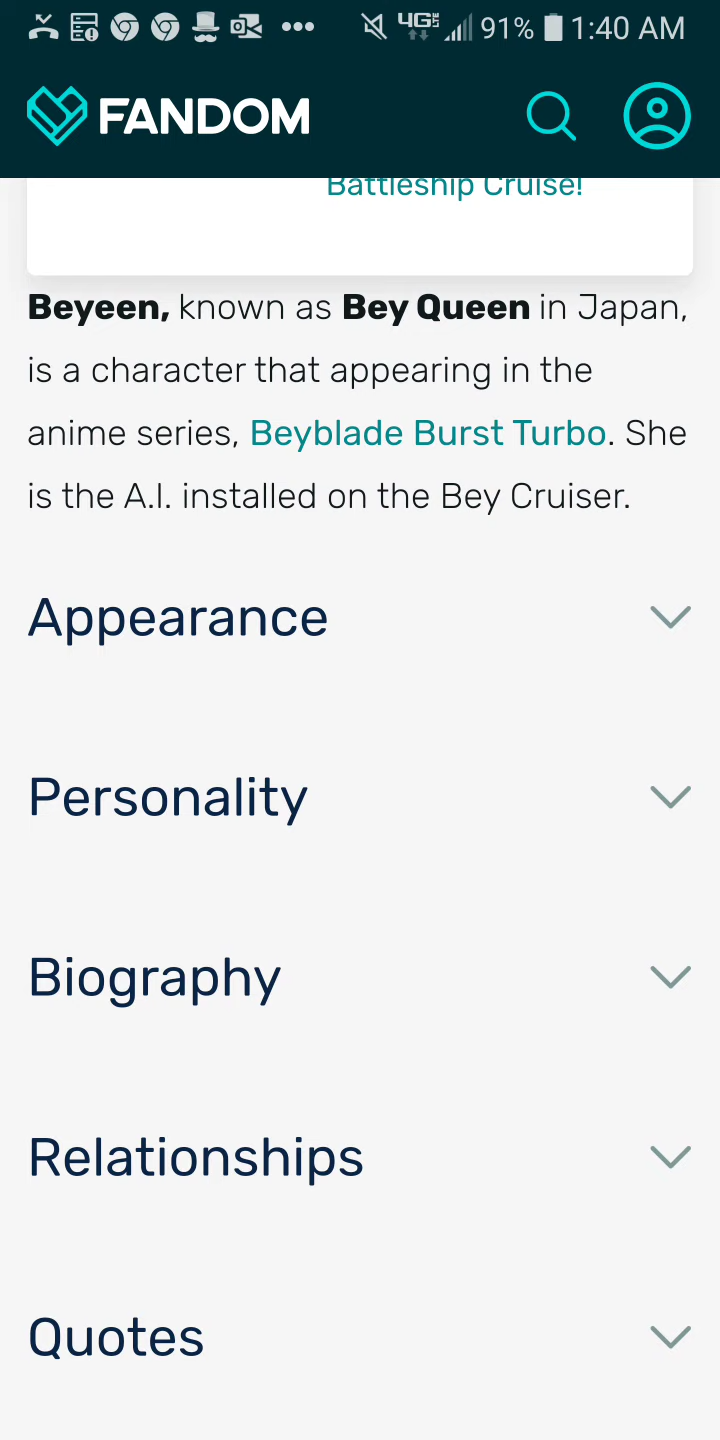 4G 91% 1:40 AM
FANDOM
Battleship Cruise!
Beyeen, known as Bey Queen in Japan,
is a character that appearing in the
anime series, Beyblade Burst Turbo. She
is the A.I. installed on the Bey Cruiser.
Appearance
Personality
Biography
Relationships
Quotes